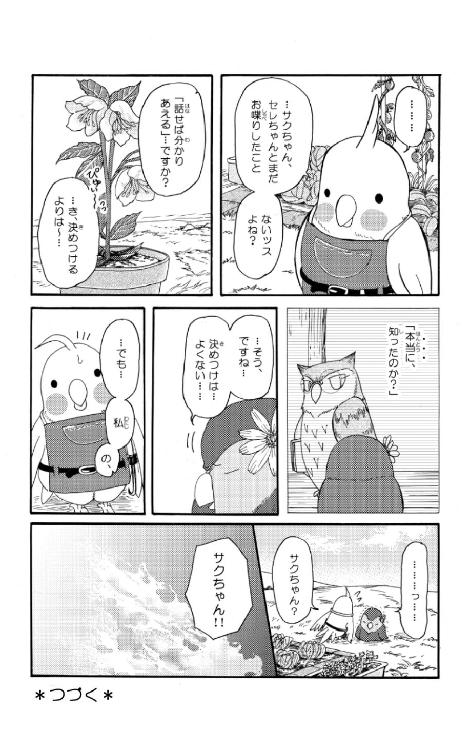 ………
…サクちゃん、
セレちゃんとまだ
お喋りしたこと
ないッス
よね？
「話せば分かり
あえる」…ですか？
ぴゅい〜っ
…き、決めつける
よりは〜…
「本当に、
知ったのか？」
…そう、
ですね…
決めつけは…
よくない…
…でも…
私
の、
………っ…
サクちゃん？
サクちゃん！！
＊つづく＊